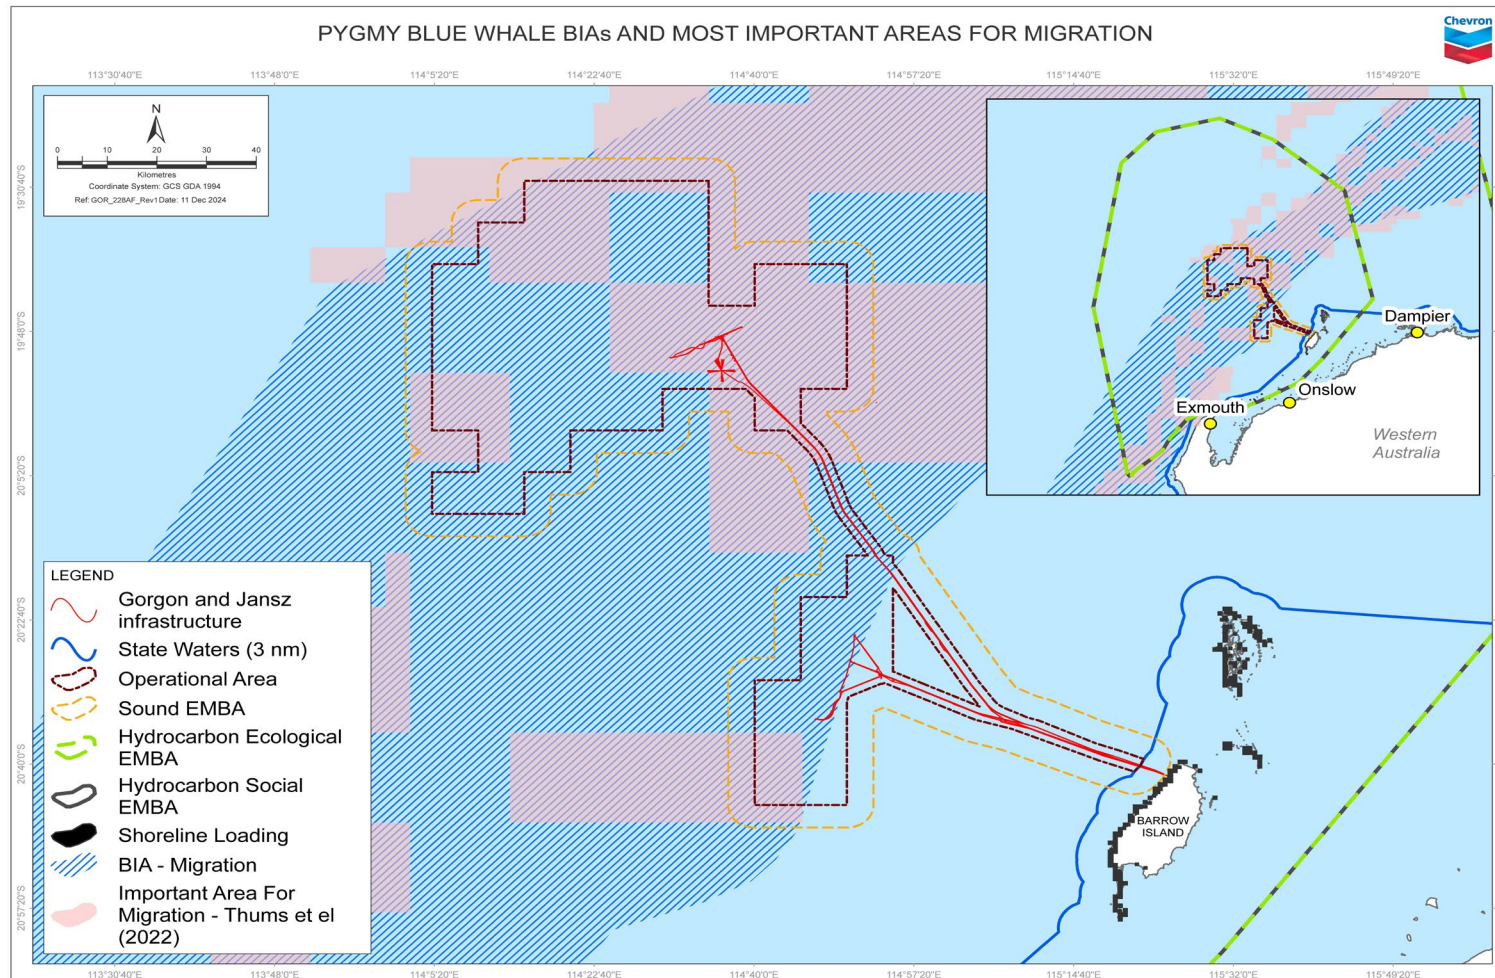 PYGMY BLUE WHALE BIAs AND MOST IMPORTANT AREAS FOR MIGRATION
Chevron
113°30'40"E 113°48'0"E 114°5'20"E 114°22'40"E 114°40'0"E 114°57'20"E 115°14'40"E 115°32'0"E 115°49'20"E
N
0 10 20 30 40
Kilometres
Coordinate System: GCS GDA 1994
Ref: GOR_228AF_Rev1Date: 11 Dec 2024
19°30'40"S
19°48'0"S
20°5'20"S
20°22'40"S
20°40'0"S
20°57'20"S
Dampier
Onslow
Exmouth
Western
Australia
BARROW
ISLAND
LEGEND
Gorgon and Jansz
infrastructure
State Waters (3 nm)
Operational Area
Sound EMBA
Hydrocarbon Ecological
EMBA
Hydrocarbon Social
EMBA
Shoreline Loading
BIA - Migration
Important Area For
Migration - Thums et el
(2022)
113°30'40"E 113°48'0"E 114°5'20"E 114°22'40"E 114°40'0"E 114°57'20"E 115°14'40"E 115°32'0"E 115°49'20"E